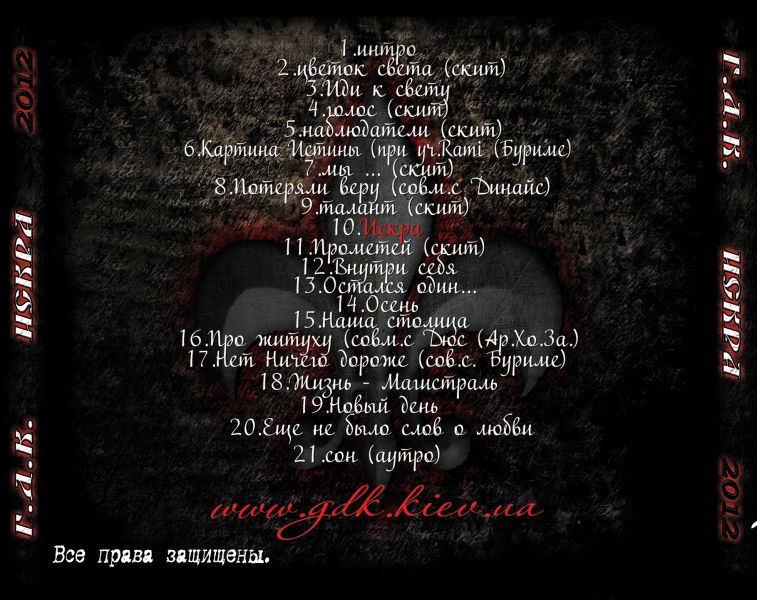 1.интро
2.цветок света (скит)
3.Иди к свету
4.голос (скит)
5.наблюдатели (скит)
6.Картина Истины (при уч.Rami (Буриме)
7.мы ... (скит)
8.Потеряли веру (совм.с Динайс)
9.талант (скит)
10.Искра
11.Прометей (скит)
12.Внутри себя
13.Остался один...
14.Осень
15.Наша столица
16.Про житуху (совм.с Дюс (Ар.Хо.За.)
17.Нет Ничего дороже (сов.с. Буриме)
18.Жизнь - Магистраль
19.Новый день
20.Еще не было слов о любви
21.сон (аутро)
www.gdk.kiev.ua
Все права защищены.
Г.Д.К. ИСКРА 2012
Г.Д.К. ИСКРА 2012